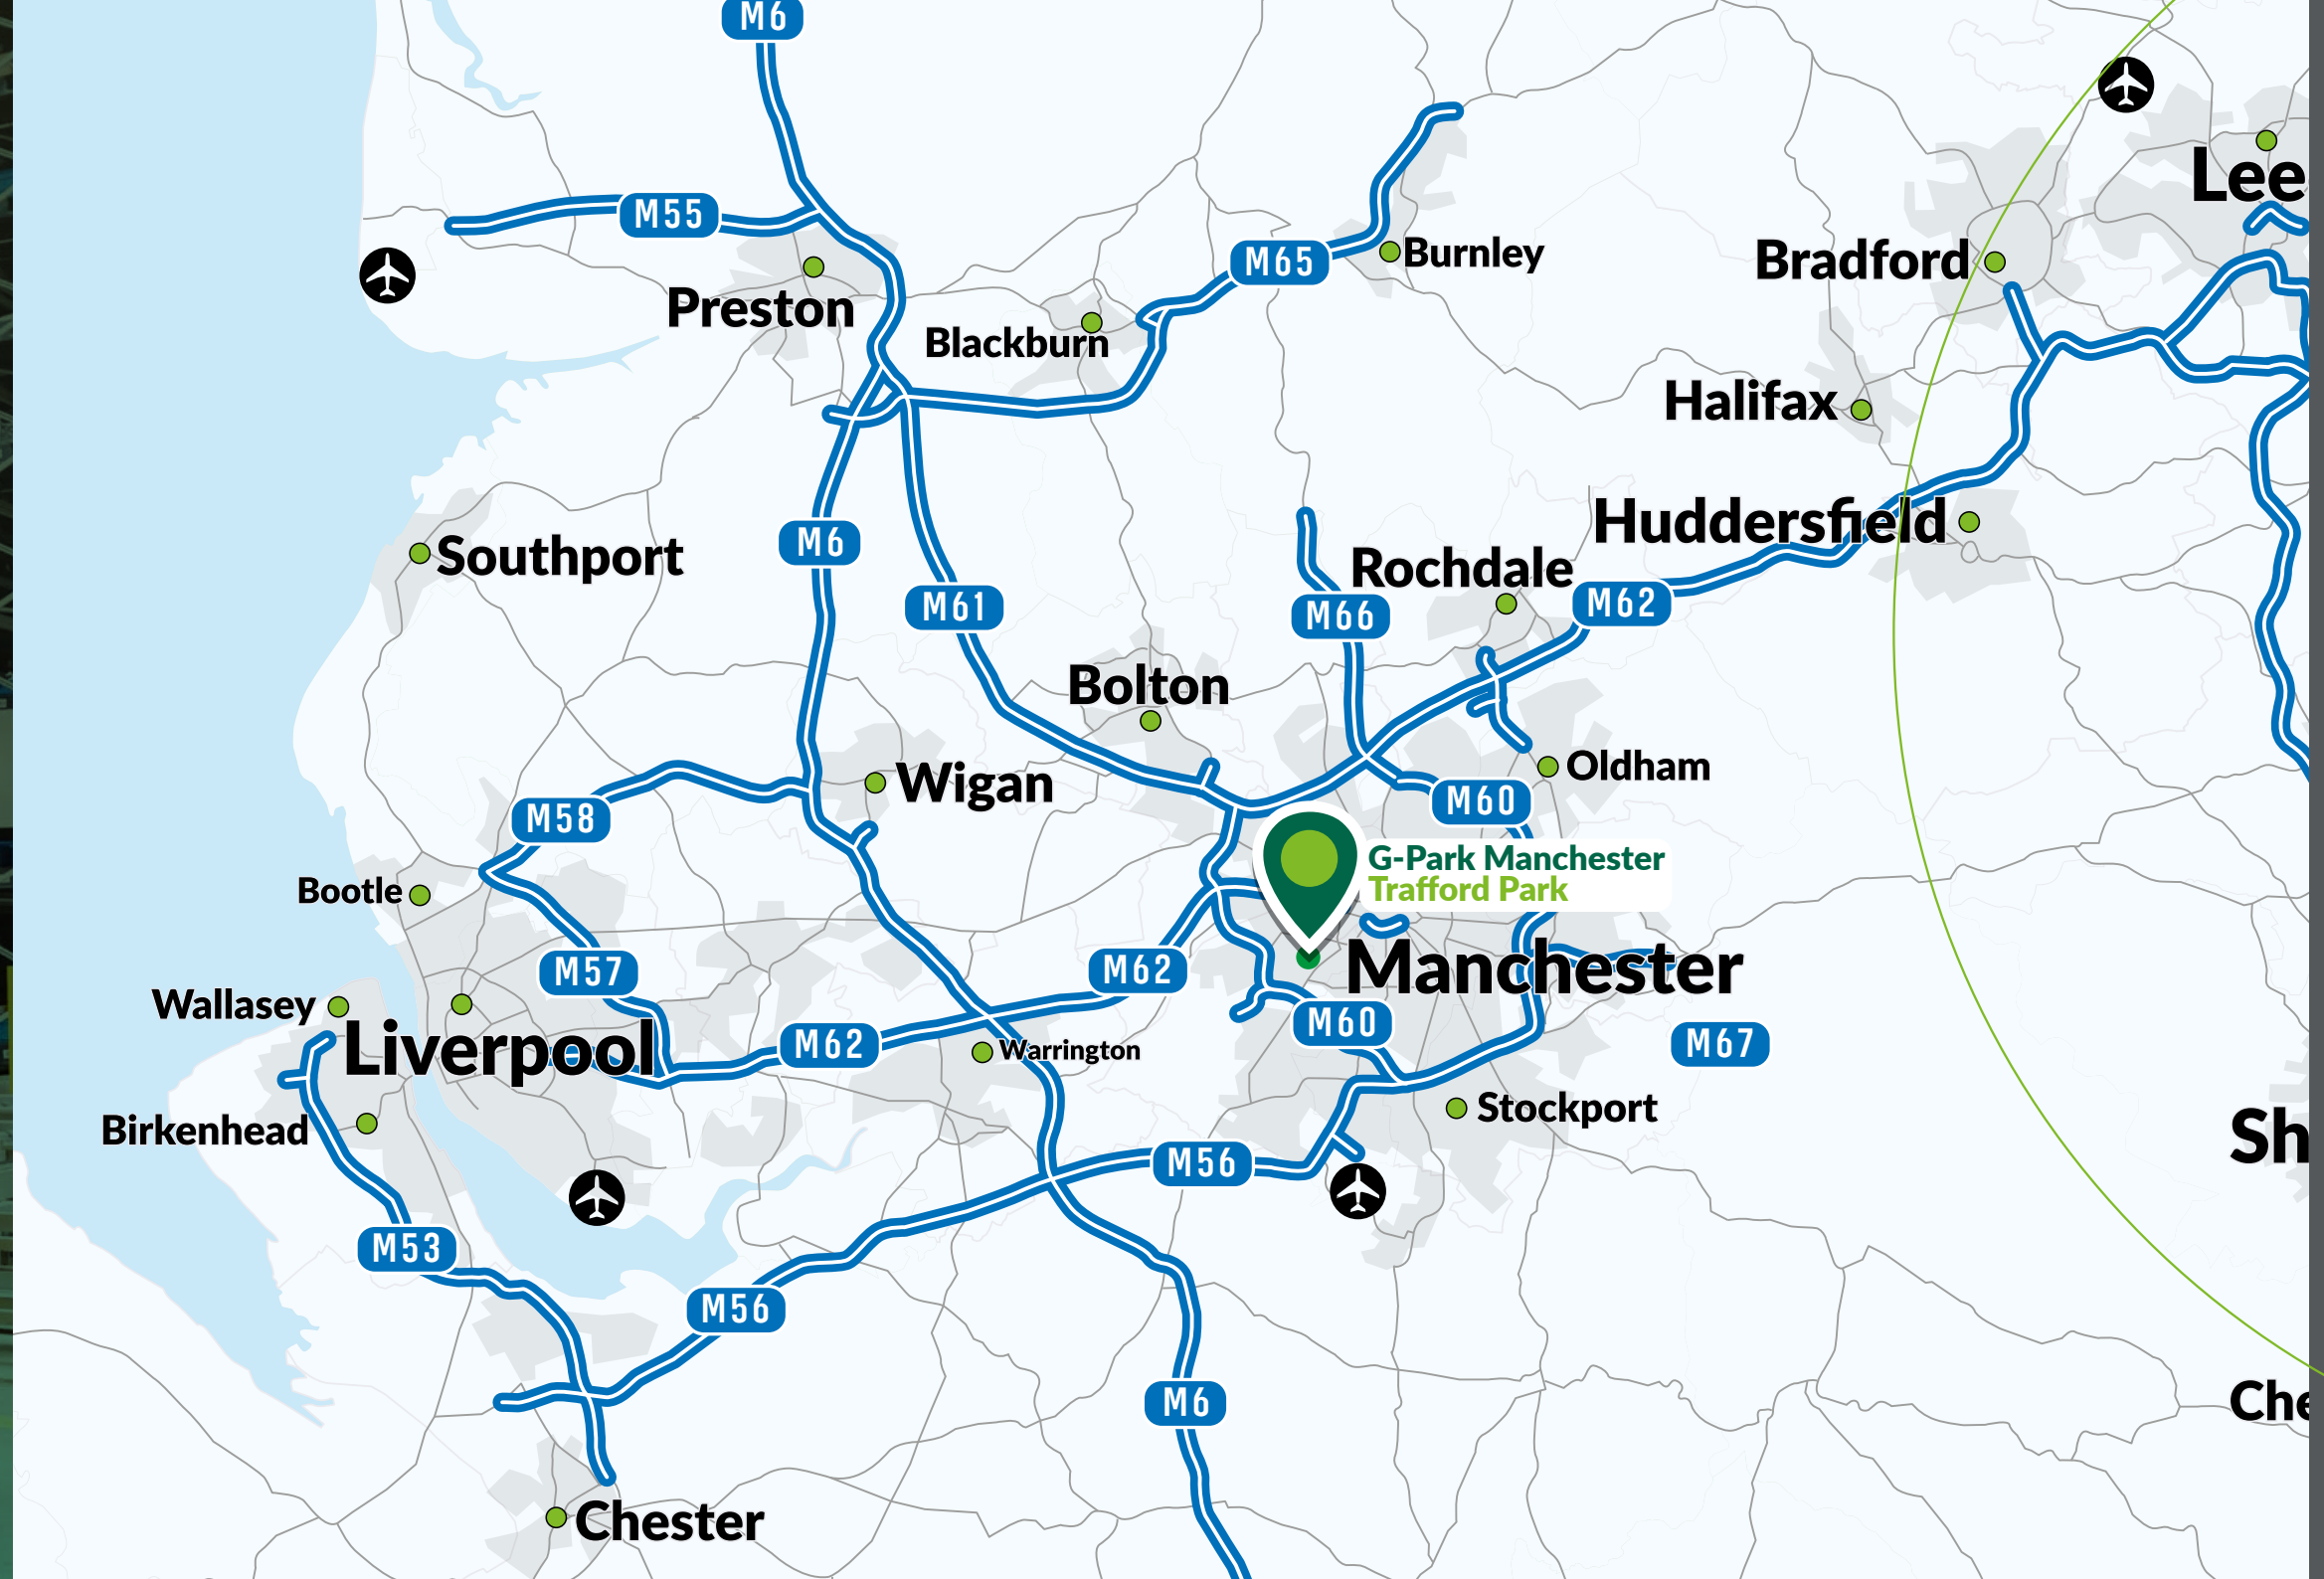 M6
M55
Lee
M65
Burnley
Bradford
Preston
Blackburn
Halifax
Huddersfield
M6
Southport
Rochdale
M61
M66
M62
Bolton
Oldham
Wigan
M60
M58
G-Park Manchester
Trafford Park
Bootle
M57
M62
Manchester
Wallasey
Liverpool
M62
M60
Warrington
M67
Stockport
Birkenhead
Sh
M56
M53
M56
M6
Che
Chester